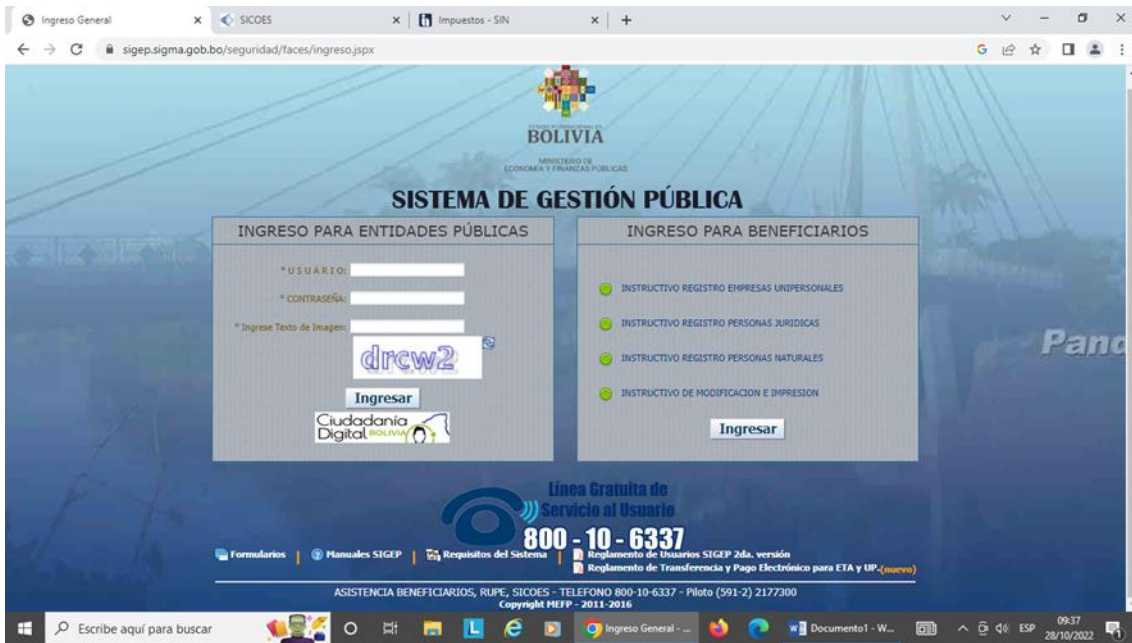 Ingreso General
SICOES
Impuestos - SIN
sigep.sigma.gob.bo/seguridad/faces/ingreso.jspx
ESTADO PLURINACIONAL DE
BOLIVIA
MINISTERIO DE
ECONOMÍA Y FINANZAS PÚBLICAS
SISTEMA DE GESTIÓN PÚBLICA
INGRESO PARA ENTIDADES PÚBLICAS
* U S U A R I O:
* CONTRASEÑA:
* Ingrese Texto de Imagen:
drcw2
Ingresar
Ciudadanía
Digital BOLIVIA
INGRESO PARA BENEFICIARIOS
INSTRUCTIVO REGISTRO EMPRESAS UNIPERSONALES
INSTRUCTIVO REGISTRO PERSONAS JURIDICAS
INSTRUCTIVO REGISTRO PERSONAS NATURALES
INSTRUCTIVO DE MODIFICACION E IMPRESION
Ingresar
Pand
Línea Gratuita de
Servicio al Usuario
800 - 10 - 6337
Formularios | Manuales SIGEP | Requisitos del Sistema |
Reglamento de Usuarios SIGEP 2da. versión
Reglamento de Transferencia y Pago Electrónico para ETA y UP.(nuevo)
ASISTENCIA BENEFICIARIOS, RUPE, SICOES - TELEFONO 800-10-6337 - Piloto (591-2) 2177300
Copyright MEFP - 2011-2016
Escribe aquí para buscar
Ingreso General - ...
Documento1 - W...
ESP
09:37
28/10/2022